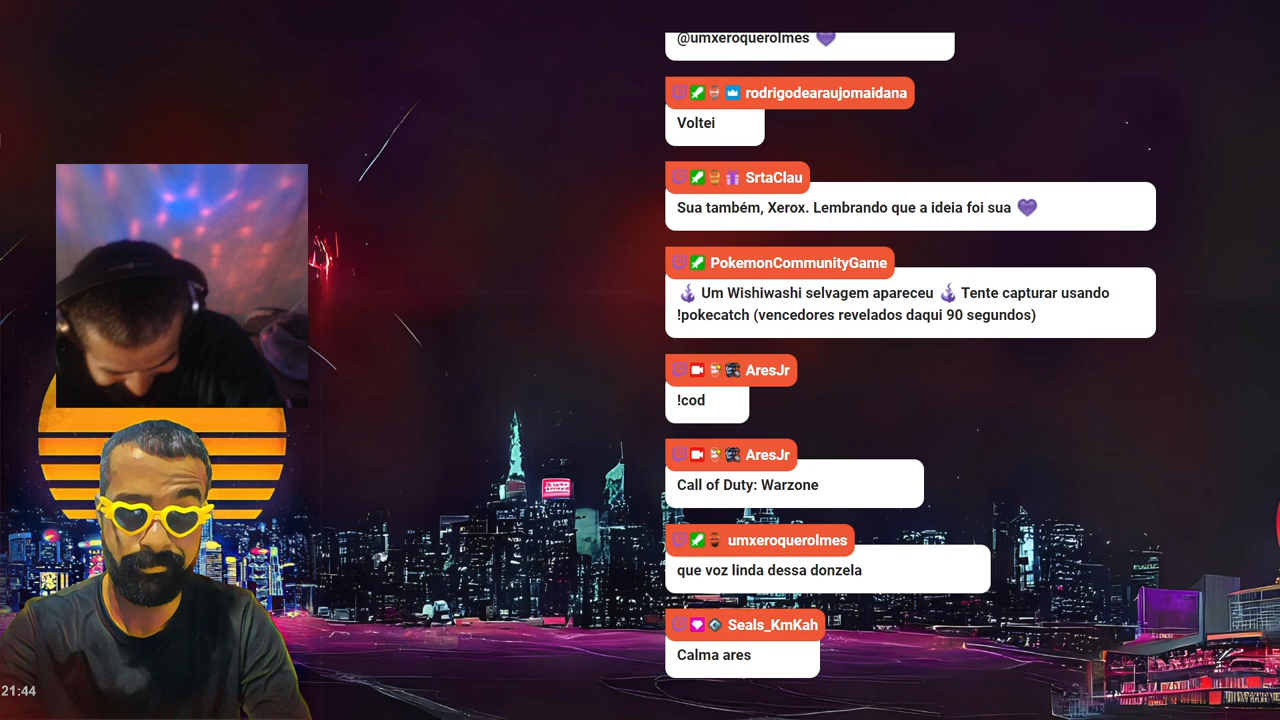 @umxeroquerolmes
rodrigodearaujomaidana
Voltei
SrtaClau
Sua também, Xerox. Lembrando que a ideia foi sua
PokemonCommunityGame
Um Wishiwashi selvagem apareceu Tente capturar usando
!pokecatch (vencedores revelados daqui 90 segundos)
AresJr
!cod
AresJr
Call of Duty: Warzone
umxeroquerolmes
que voz linda dessa donzela
Seals_KmKah
Calma ares
21:44